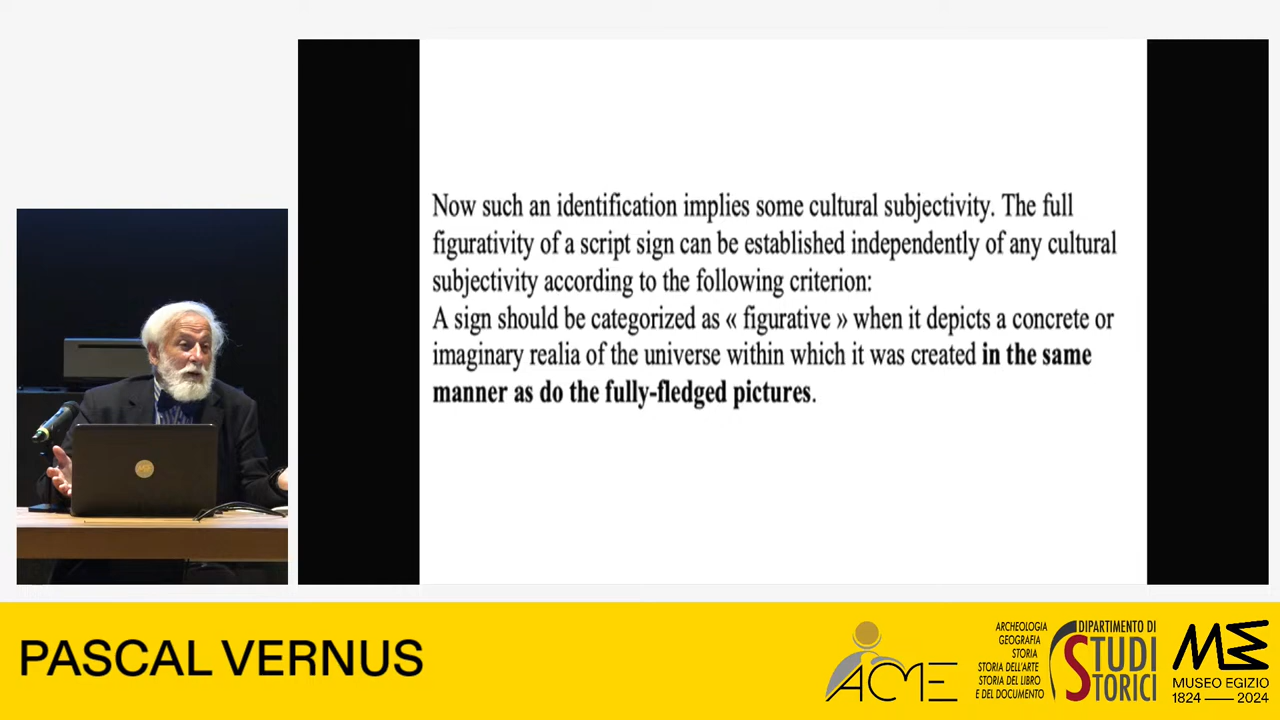 Now such an identification implies some cultural subjectivity. The full
figurativity of a script sign can be established independently of any cultural
subjectivity according to the following criterion:
A sign should be categorized as « figurative » when it depicts a concrete or
imaginary realia of the universe within which it was created in the same
manner as do the fully-fledged pictures.
PASCAL VERNUS
ACME
ARCHEOLOGIA
GEOGRAFIA
STORIA
STORIA DELL'ARTE
STORIA DEL LIBRO
E DEL DOCUMENTO
DIPARTIMENTO DI
STUDI
STORICI
ME
MUSEO EGIZIO
1824 — 2024